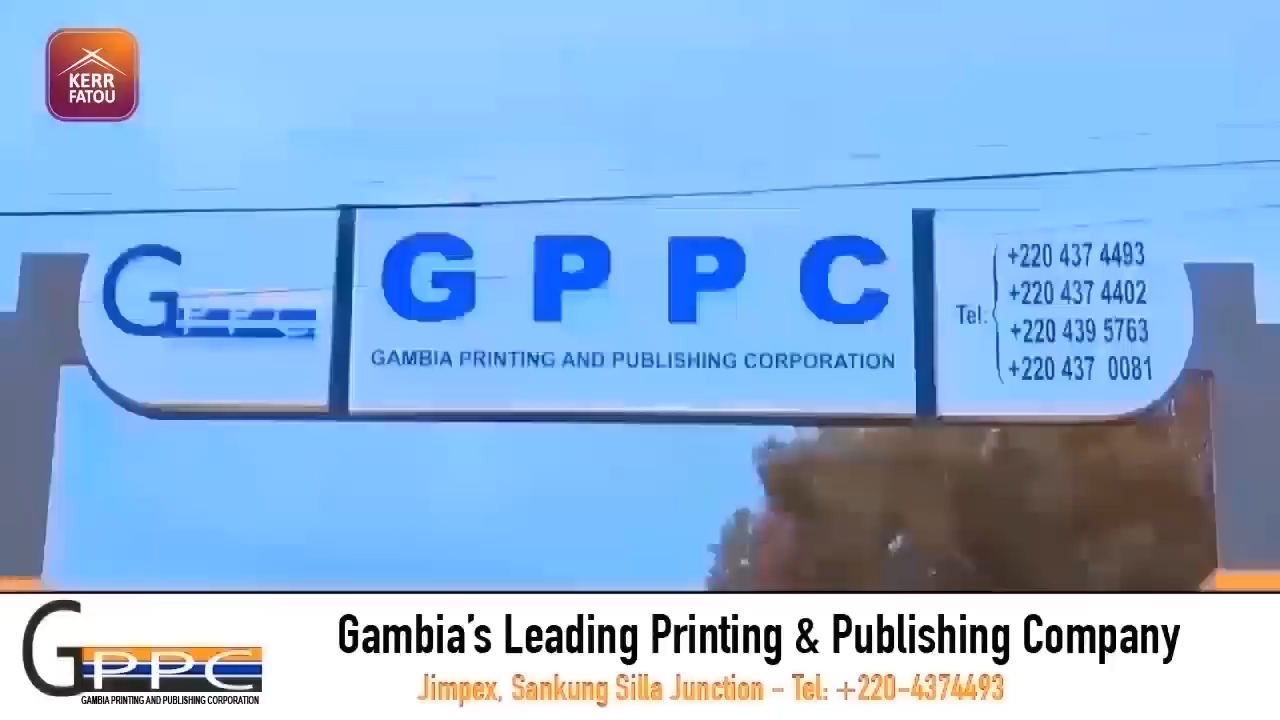 KERR
FATOU
G P P C
GAMBIA PRINTING AND PUBLISHING CORPORATION
Tel:
+220 437 4493
+220 437 4402
+220 439 5763
+220 437 0081
GPPC
GAMBIA PRINTING AND PUBLISHING CORPORATION
Gambia's Leading Printing & Publishing Company
Jimpex, Sankung Silla Junction - Tel: +220-4374493